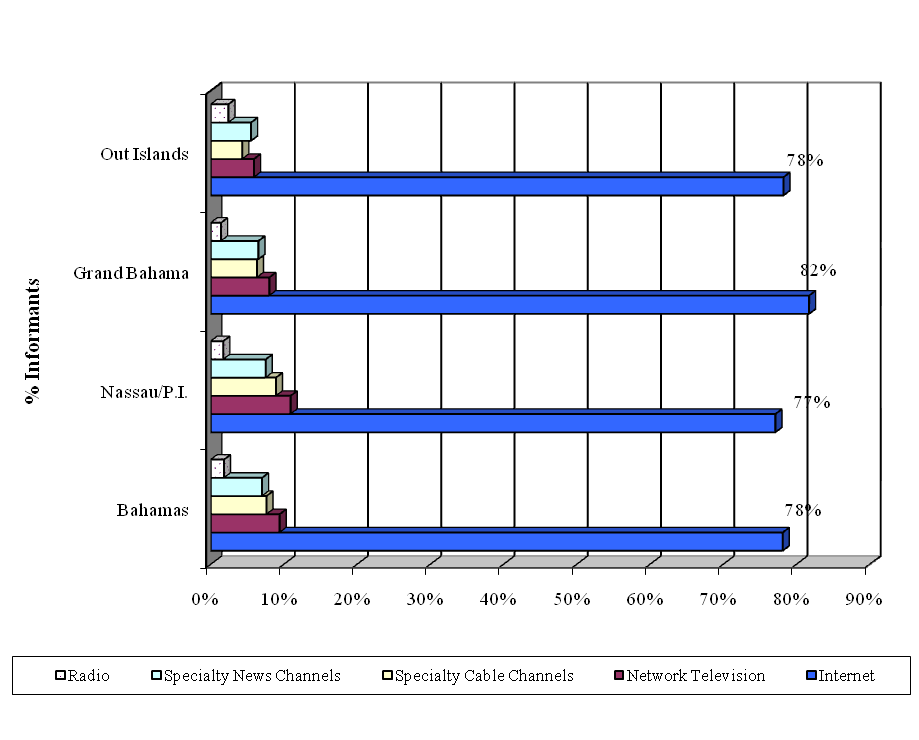 78%
Out Islands
82%
Grand Bahama
% Informants
77%
Nassau/P.I.
78%
Bahamas
0% 10% 20% 30% 40% 50% 60% 70% 80% 90%
Radio Specialty News Channels Specialty Cable Channels Network Television Internet